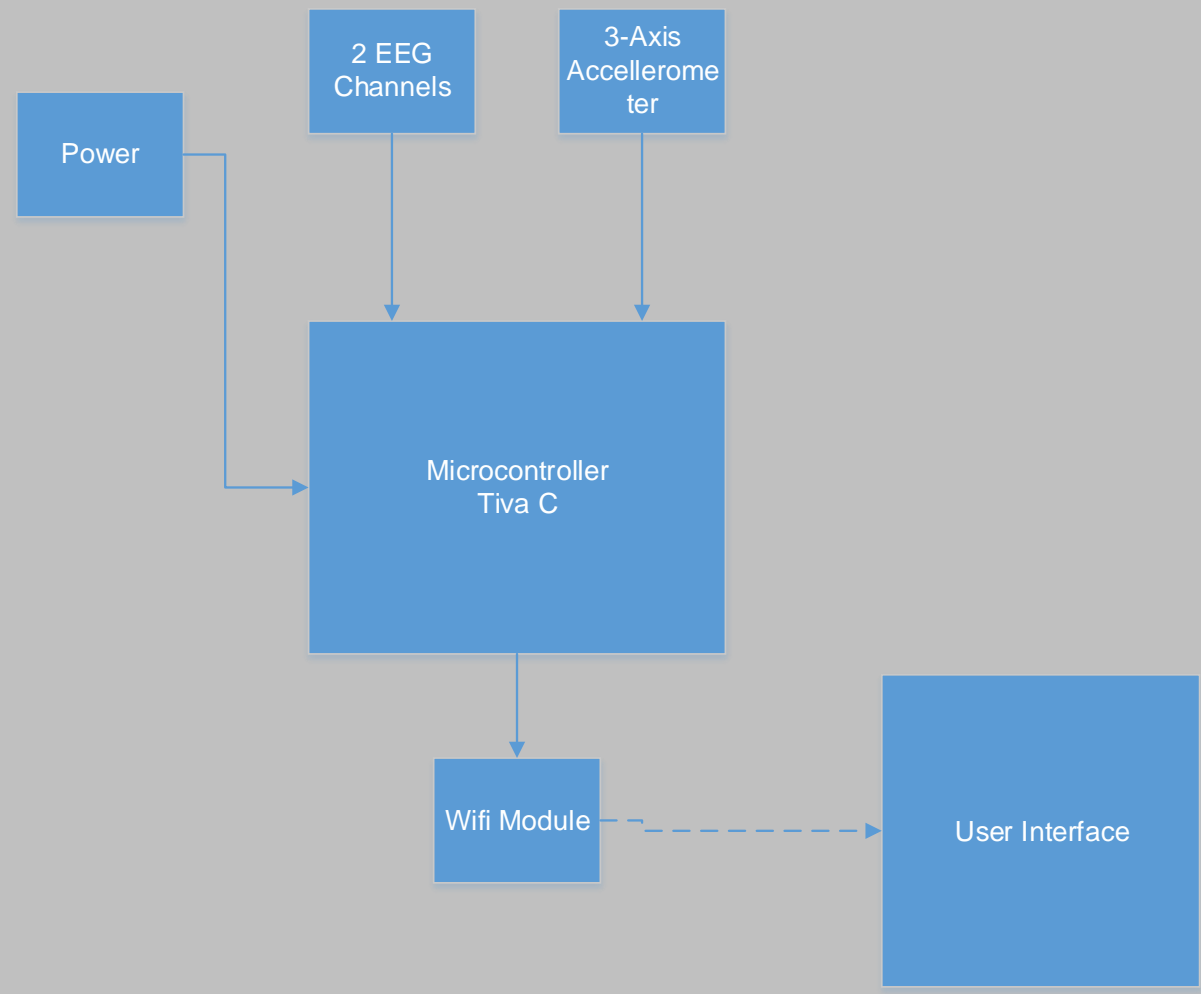 2 EEG
Channels
3-Axis
Accellerome
ter
Power
Microcontroller
Tiva C
Wifi Module
User Interface